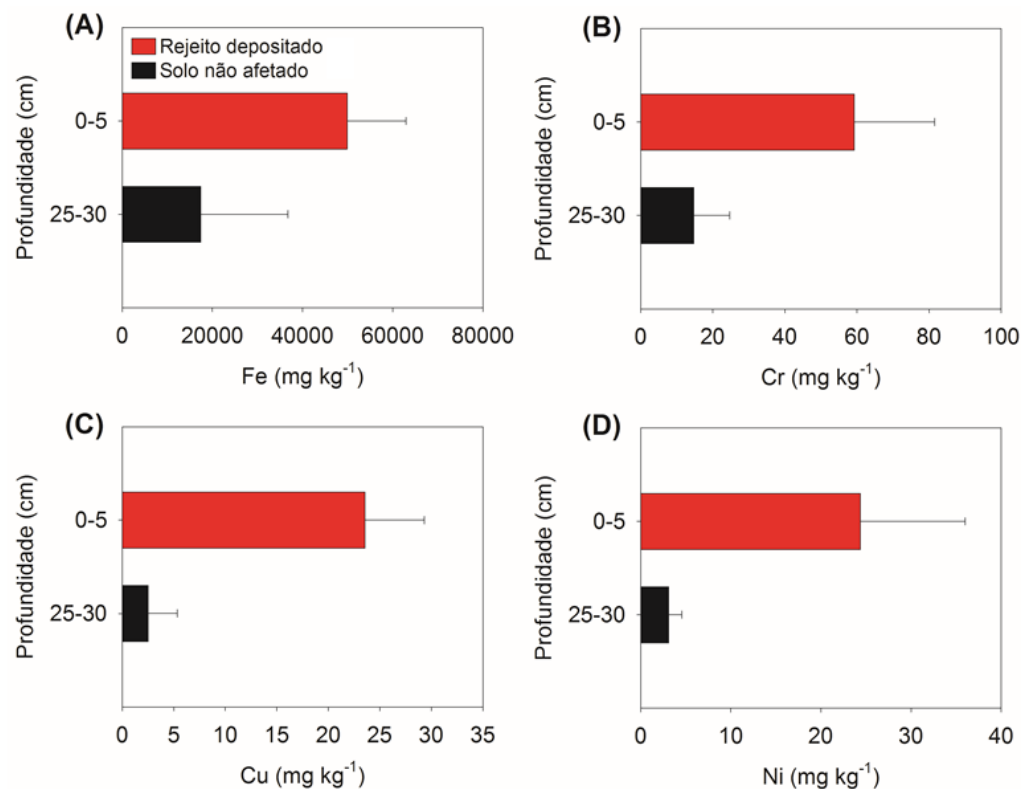 (A)
Rejeito depositado
Solo não afetado
Profundidade (cm)
0-5
25-30
0 20000 40000 60000 80000
Fe (mg kg⁻¹)
(B)
Profundidade (cm)
0-5
25-30
0 20 40 60 80 100
Cr (mg kg⁻¹)
(C)
Profundidade (cm)
0-5
25-30
0 5 10 15 20 25 30 35
Cu (mg kg⁻¹)
(D)
Profundidade (cm)
0-5
25-30
0 10 20 30 40
Ni (mg kg⁻¹)